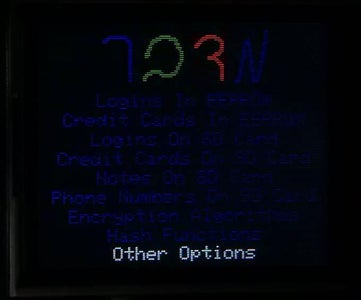 Logins In EEPROM
Credit Cards In EEPROM
Logins On SD Card
Credit Cards On SD Card
Notes On SD Card
Phone Numbers On SD Card
Encryption Algorithms
Hash Functions
Other Options